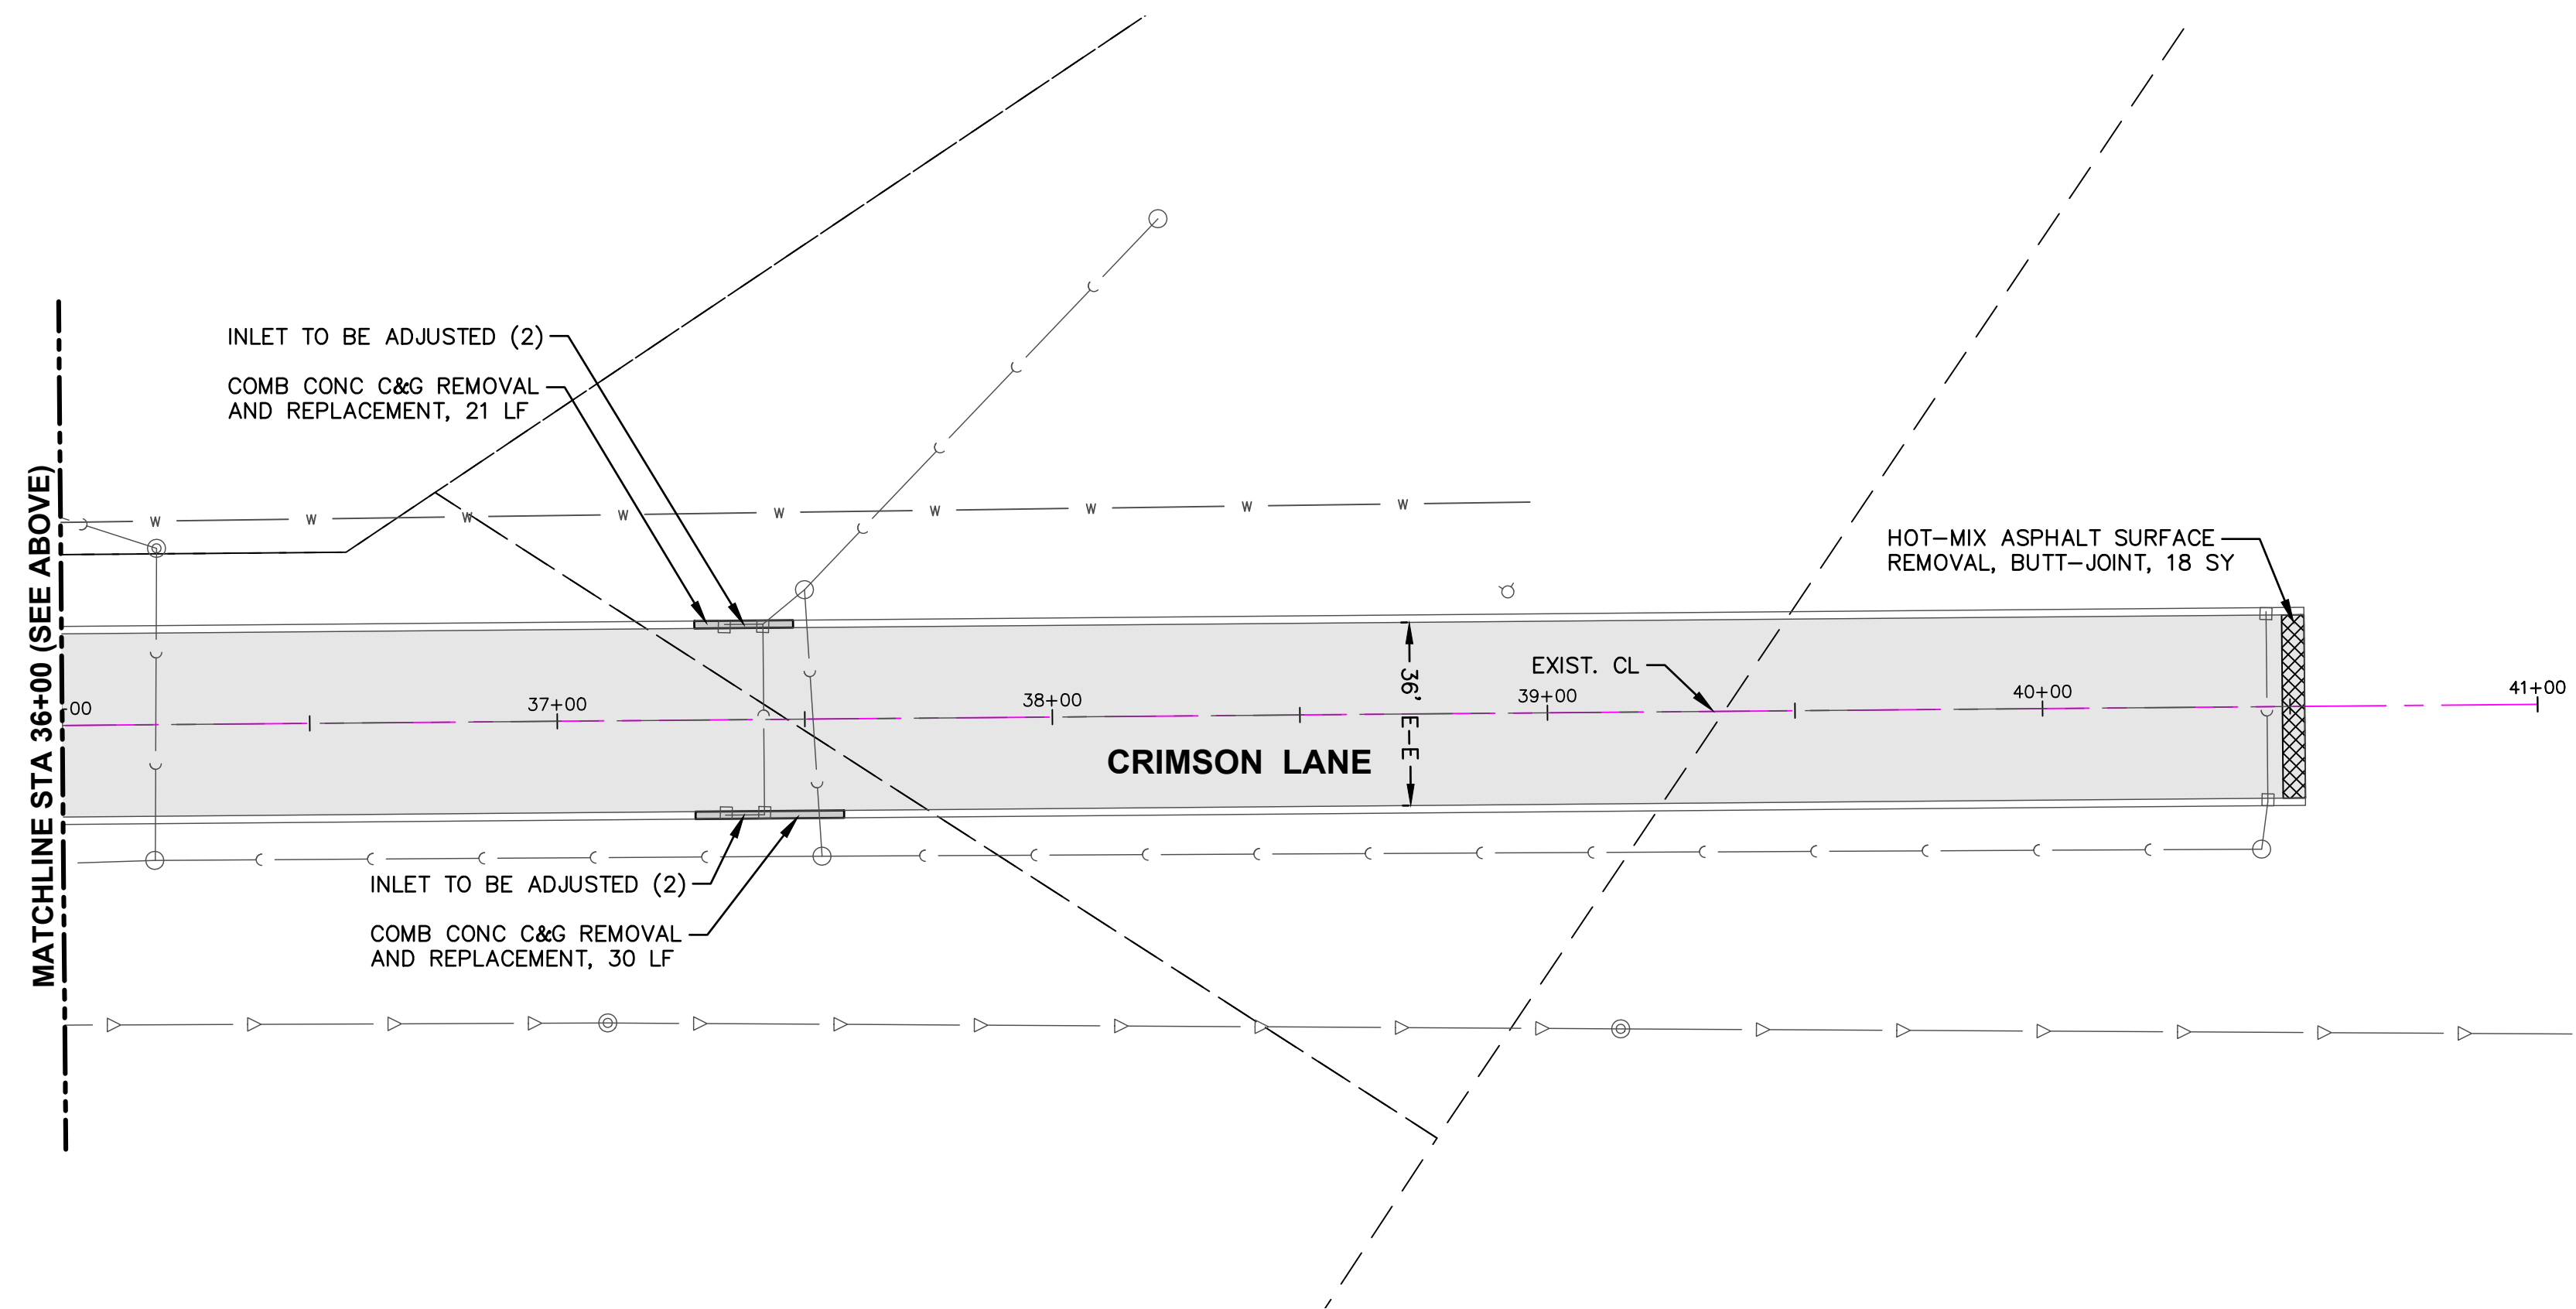 INLET TO BE ADJUSTED (2)
COMB CONC C&G REMOVAL
AND REPLACEMENT, 21 LF
MATCHLINE STA 36+00 (SEE ABOVE)
W W W W W W W W W
HOT-MIX ASPHALT SURFACE
REMOVAL, BUTT-JOINT, 18 SY
EXIST. CL
36' E-E
+00
37+00
38+00
39+00
40+00
41+00
CRIMSON LANE
INLET TO BE ADJUSTED (2)
COMB CONC C&G REMOVAL
AND REPLACEMENT, 30 LF